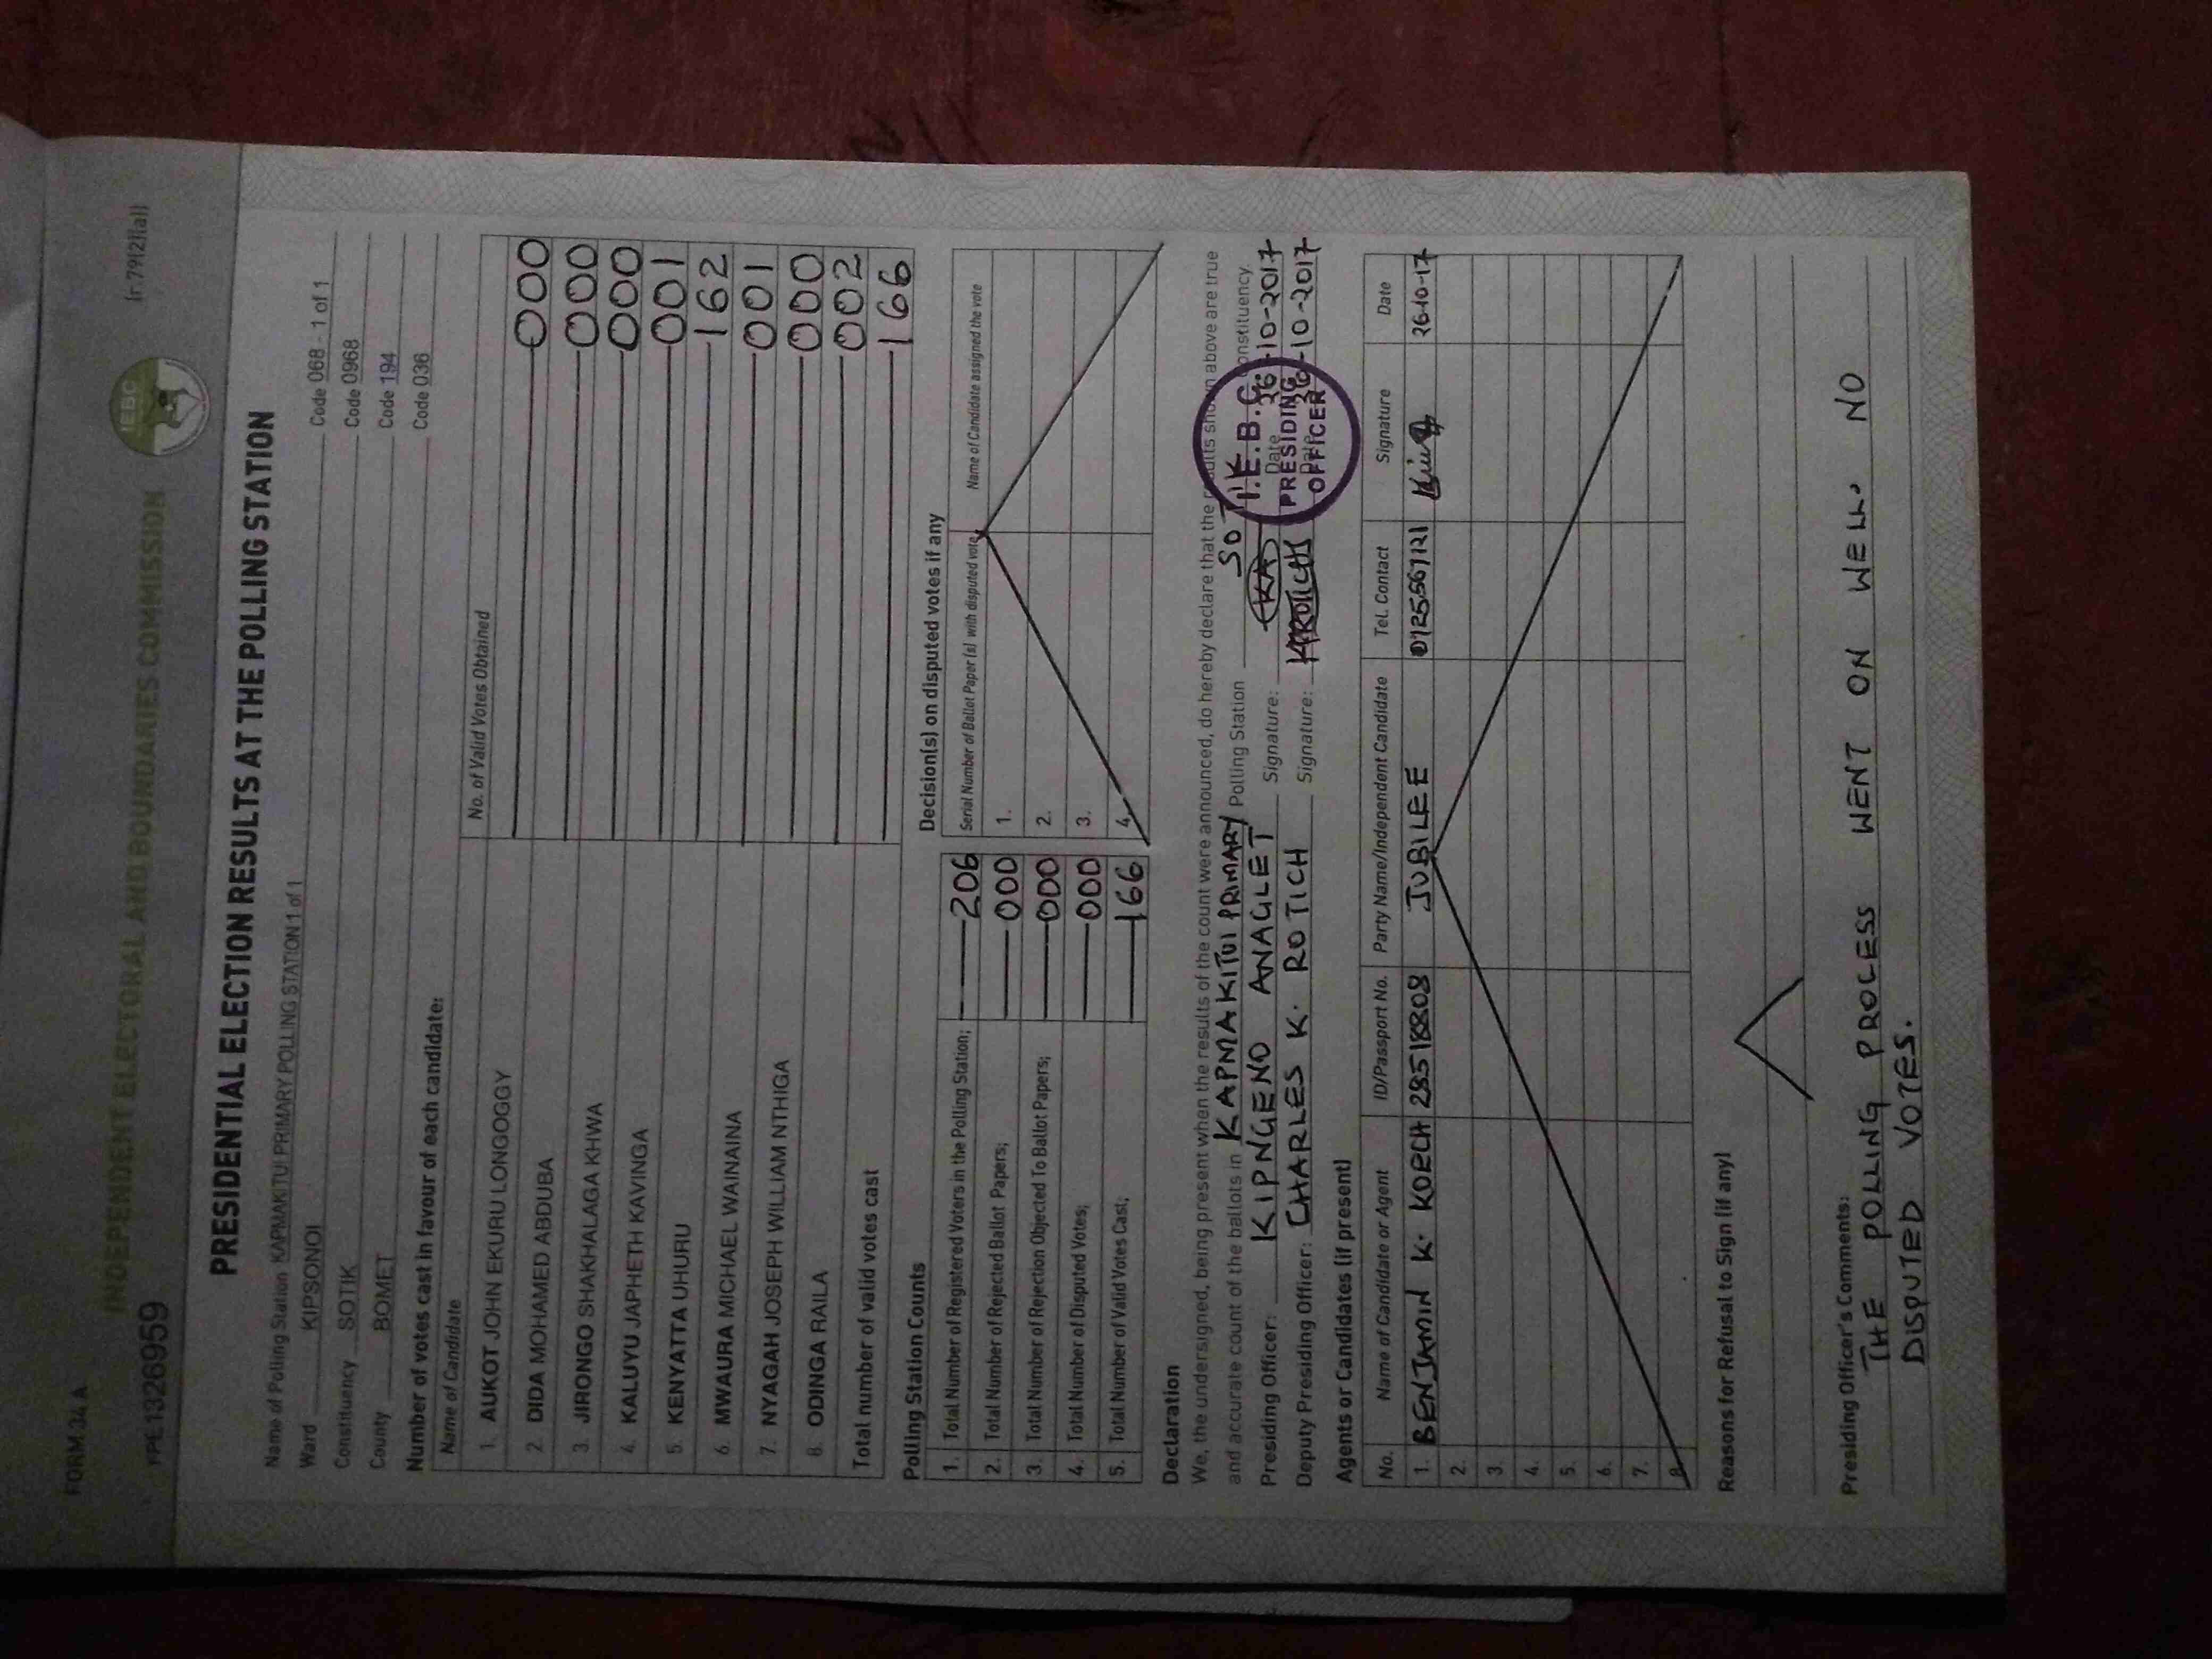 FORM 34 A
(r.79(2)(a))
INDEPENDENT ELECTORAL AND BOUNDARIES COMMISSION
IEBC
PRESIDENTIAL ELECTION RESULTS AT THE POLLING STATION
Name of Polling Station KAPMAKITUI PRIMARY POLLING STATION 1 of 1 Code 068 - 1 of 1
Ward KIPSONOI Code 0968
Constituency SOTIK Code 194
County BOMET Code 036
Number of votes cast in favour of each candidate:
Name of Candidate No. of Valid Votes Obtained
1. AUKOT JOHN EKURU LONGOGGY 000
2. DIDA MOHAMED ABDUBA 000
3. JIRONGO SHAKHALAGA KHWA 000
4. KALUYU JAPHETH KAVINGA 001
5. KENYATTA UHURU 162
6. MWAURA MICHAEL WAINAINA 001
7. NYAGAH JOSEPH WILLIAM NTHIGA 000
8. ODINGA RAILA 002
Total number of valid votes cast 166
Polling Station Counts
1. Total Number of Registered Voters in the Polling Station; 206
2. Total Number of Rejected Ballot Papers; 000
3. Total Number of Rejection Objected To Ballot Papers; 000
4. Total Number of Disputed Votes; 000
5. Total Number of Valid Votes Cast; 166
Decision(s) on disputed votes if any
Serial Number of Ballot Paper (s) with disputed vote Name of Candidate assigned the vote
1.
2.
3.
4.
Declaration
We, the undersigned, being present when the results of the count were announced, do hereby declare that the results shown above are true
and accurate count of the ballots in KAPMAKITUI PRIMARY Polling Station SOTIK Constituency.
Presiding Officer: KIPNGENO ANAGLET Signature: Date 26-10-2017
Deputy Presiding Officer: CHARLES K. ROTICH Signature: Date 26-10-2017
I.E.B.C.
PRESIDING
OFFICER
Agents or Candidates (if present)
No. Name of Candidate or Agent ID/Passport No. Party Name/Independent Candidate Tel. Contact Signature Date
1. BENJAMIN K. KOECH 28518808 JUBILEE 0725567121 26-10-17
2.
3.
4.
5.
6.
7.
8.
Reasons for Refusal to Sign (if any)
Presiding Officer's Comments:
THE POLLING PROCESS WENT ON WELL. NO
DISPUTED VOTES.